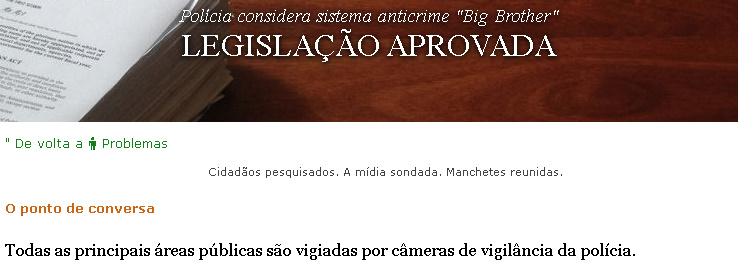 Polícia considera sistema anticrime "Big Brother"
LEGISLAÇÃO APROVADA
" De volta a Problemas
Cidadãos pesquisados. A mídia sondada. Manchetes reunidas.
O ponto de conversa
Todas as principais áreas públicas são vigiadas por câmeras de vigilância da polícia.